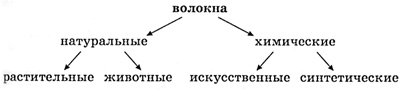 волокна
натуральные химические
растительные животные искусственные синтетические